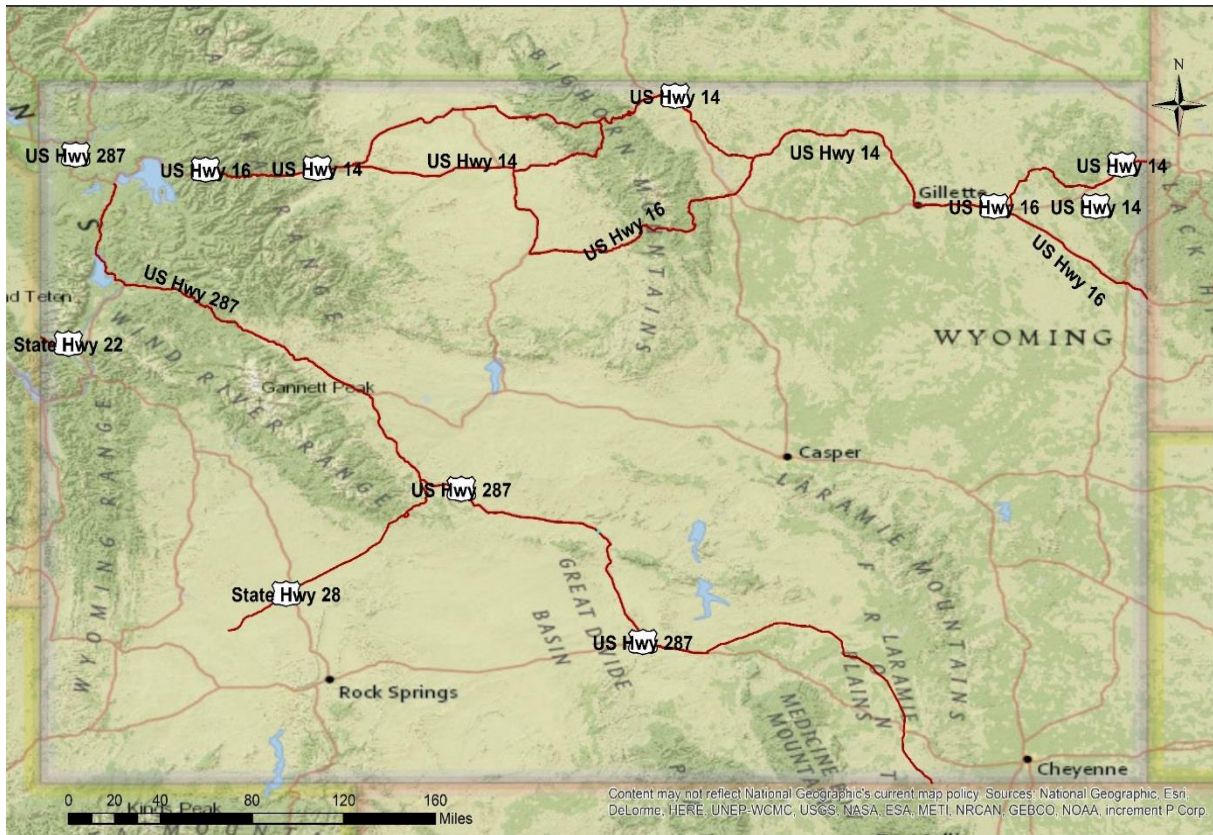 N
US Hwy 14
US Hwy 287
US Hwy 16
US Hwy 14
US Hwy 14
US Hwy 14
US Hwy 14
Gillette
US Hwy 16
US Hwy 14
US Hwy 16
US Hwy 16
US Hwy 287
BIGHORN
MOUNTAINS
LACK H
nd Teton
State Hwy 22
WYOMING
Gannett Peak
WIND RIVER RANGE
WYOMING RANGE
Casper
US Hwy 287
LARAMIE MOUNTAINS
State Hwy 28
GREAT DIVIDE
BASIN
US Hwy 287
FRONT
LARAMIE
PLAINS
Rock Springs
MEDICINE
Cheyenne
0 20 40 80 120 160
Miles
Kings Peak
Content may not reflect National Geographic's current map policy. Sources: National Geographic, Esri,
DeLorme, HERE, UNEP-WCMC, USGS, NASA, ESA, METI, NRCAN, GEBCO, NOAA, increment P Corp.